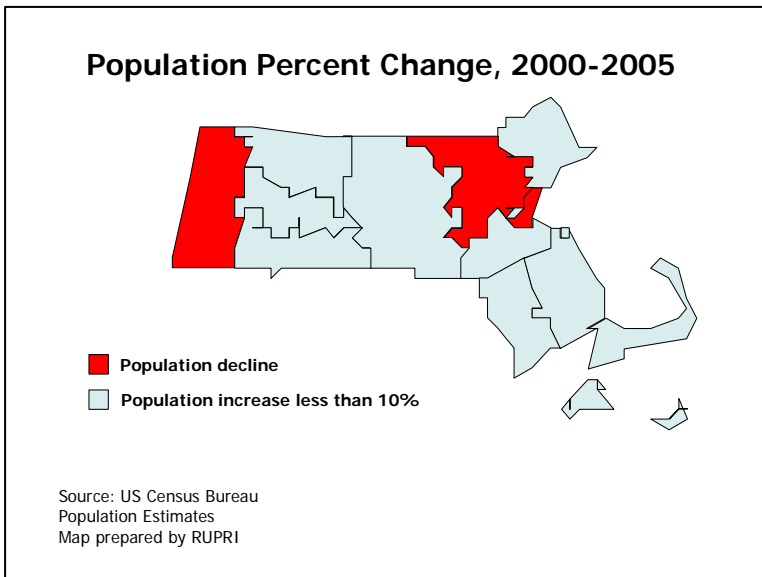 Population Percent Change, 2000-2005
Population decline
Population increase less than 10%
Source: US Census Bureau
Population Estimates
Map prepared by RUPRI